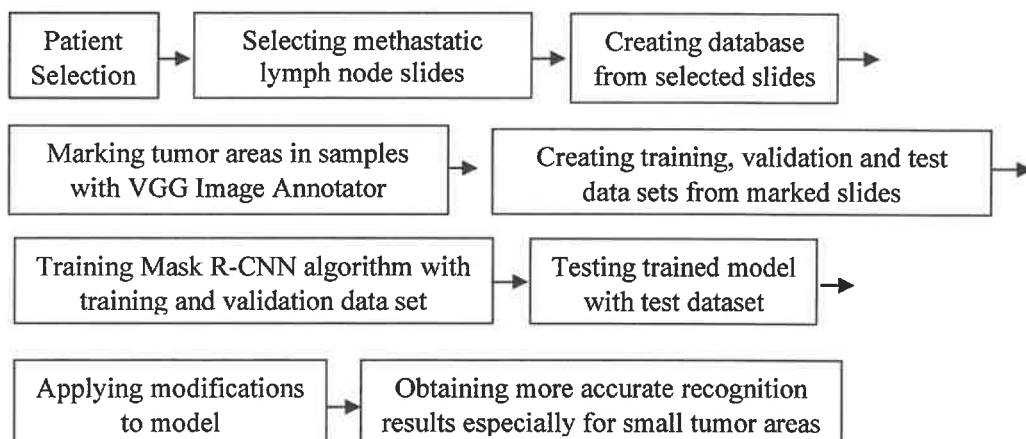 Patient
Selection
Selecting methastatic
lymph node slides
Creating database
from selected slides
Marking tumor areas in samples
with VGG Image Annotator
Creating training, validation and test
data sets from marked slides
Training Mask R-CNN algorithm with
training and validation data set
Testing trained model
with test dataset
Applying modifications
to model
Obtaining more accurate recognition
results especially for small tumor areas